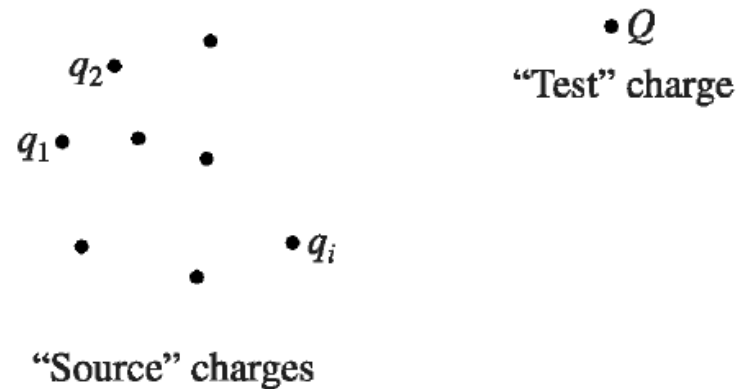 Q
"Test" charge
q₂
q₁
qᵢ
"Source" charges